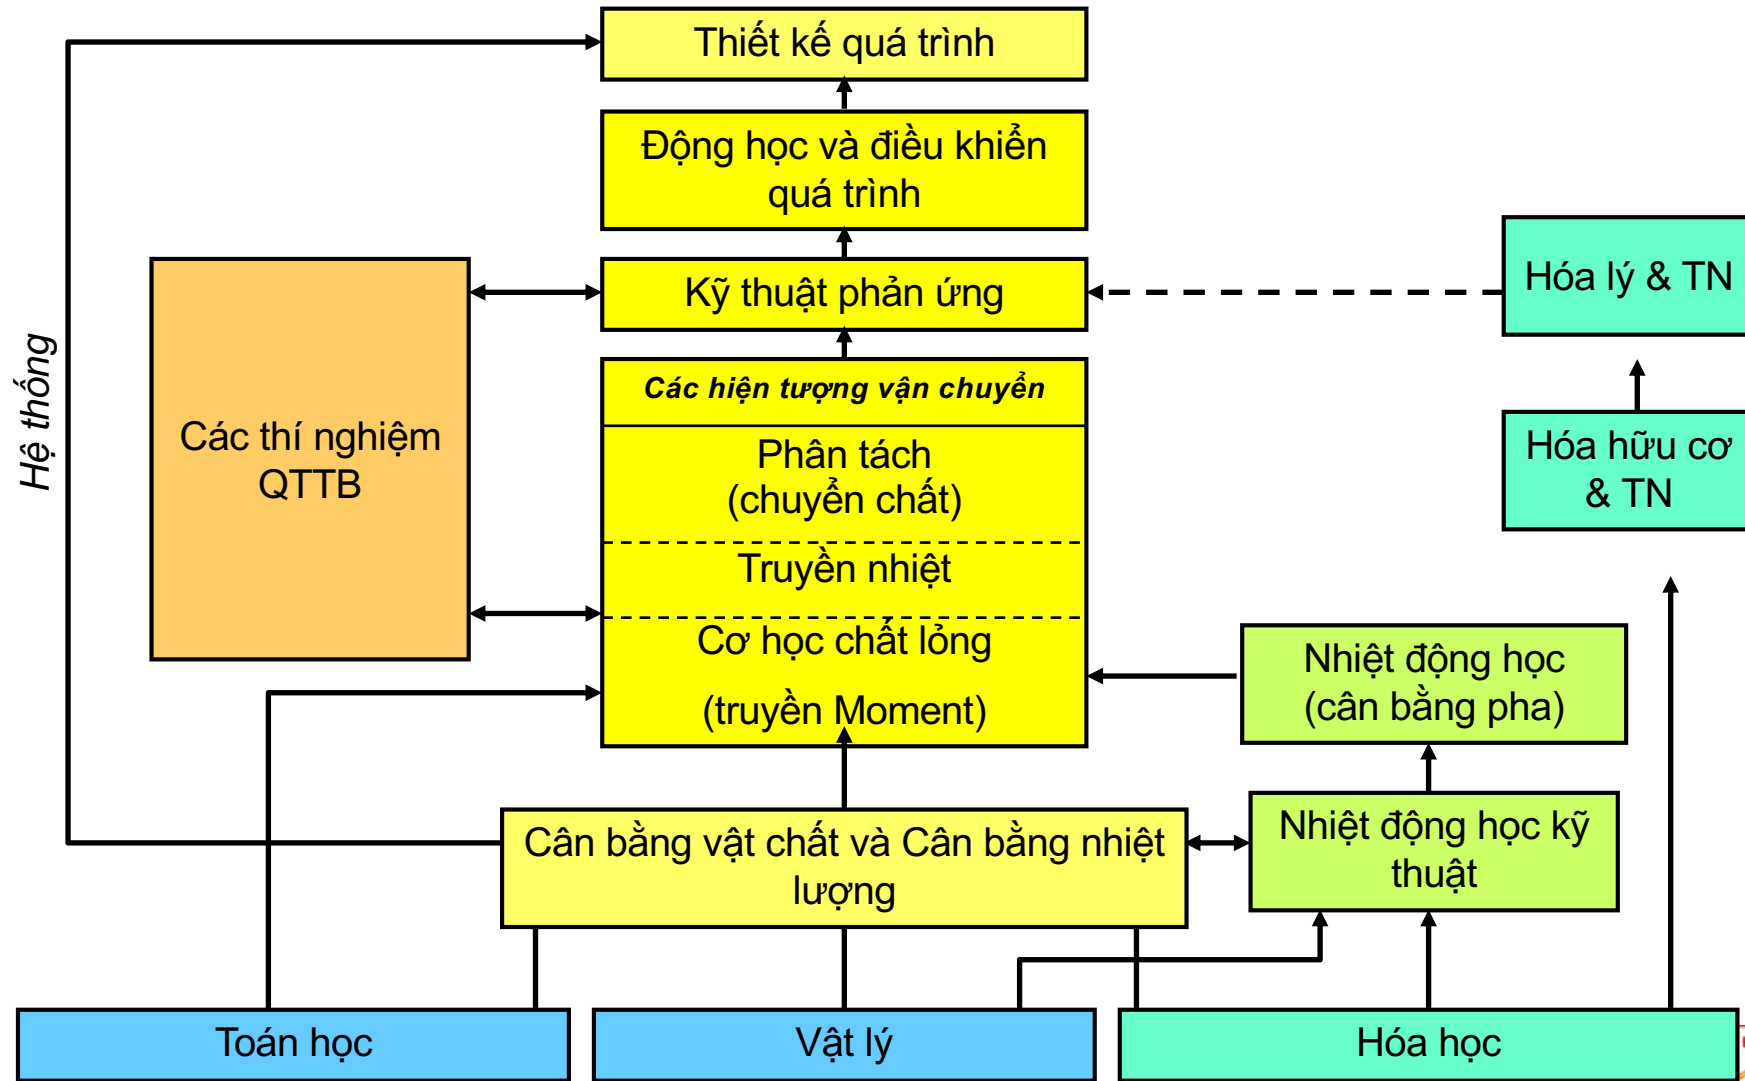 Thiết kế quá trình
Động học và điều khiển
quá trình
Kỹ thuật phản ứng
Hóa lý & TN
Hệ thống
Các thí nghiệm
QTTB
Các hiện tượng vận chuyển
Phân tách
(chuyển chất)
Truyền nhiệt
Cơ học chất lỏng
(truyền Moment)
Hóa hữu cơ
& TN
Nhiệt động học
(cân bằng pha)
Cân bằng vật chất và Cân bằng nhiệt
lượng
Nhiệt động học kỹ
thuật
Toán học
Vật lý
Hóa học